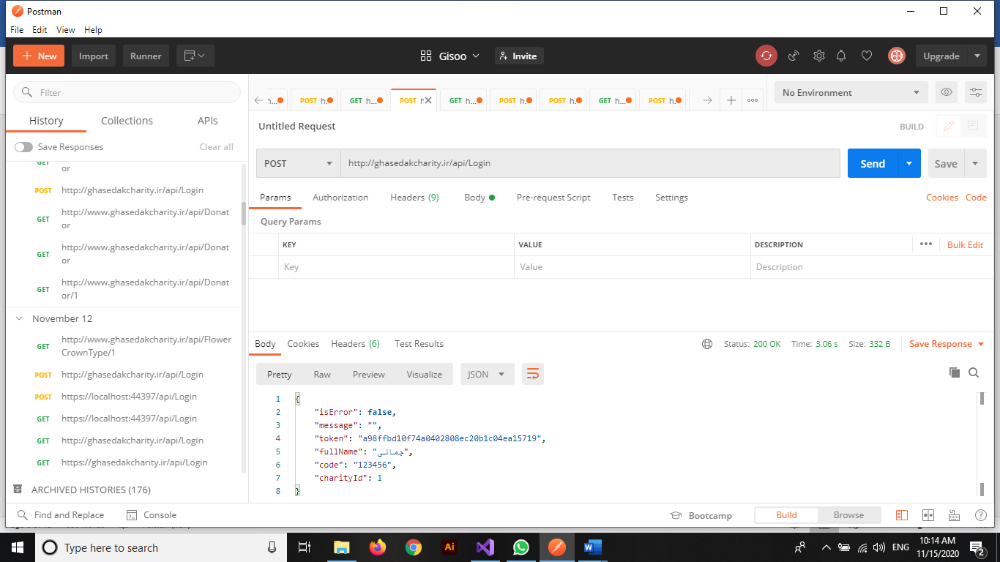 Postman
File Edit View Help
New Import Runner Gisoo Invite Upgrade
Filter
History Collections APIs
Save Responses Clear all
GET or
POST http://ghasedakcharity.ir/api/Login
GET http://www.ghasedakcharity.ir/api/Donat
or
GET http://www.ghasedakcharity.ir/api/Donat
or
GET http://www.ghasedakcharity.ir/api/Donat
or/1
November 12
GET http://www.ghasedakcharity.ir/api/Flower
CrownType/1
POST http://ghasedakcharity.ir/api/Login
POST https://localhost:44397/api/Login
GET https://localhost:44397/api/Login
GET http://ghasedakcharity.ir/api/Login
GET https://ghasedakcharity.ir/api/Login
ARCHIVED HISTORIES (176)
POST h. GET h... POST h GET h... POST h. POST h. GET h... POST h.
No Environment
Untitled Request BUILD
POST http://ghasedakcharity.ir/api/Login Send Save
Params Authorization Headers (9) Body Pre-request Script Tests Settings Cookies Code
Query Params
KEY VALUE DESCRIPTION ••• Bulk Edit
Key Value Description
Body Cookies Headers (6) Test Results Status: 200 OK Time: 3.06 s Size: 332 B Save Response
Pretty Raw Preview Visualize JSON
1 {
2 "isError": false,
3 "message": "",
4 "token": "a98ffbd10f74a0402808ec20b1c04ea15719",
5 "fullName": "جمالی",
6 "code": "123456",
7 "charityId": 1
8 }
Find and Replace Console Bootcamp Build Browse
Type here to search ENG 10:14 AM
11/15/2020 2